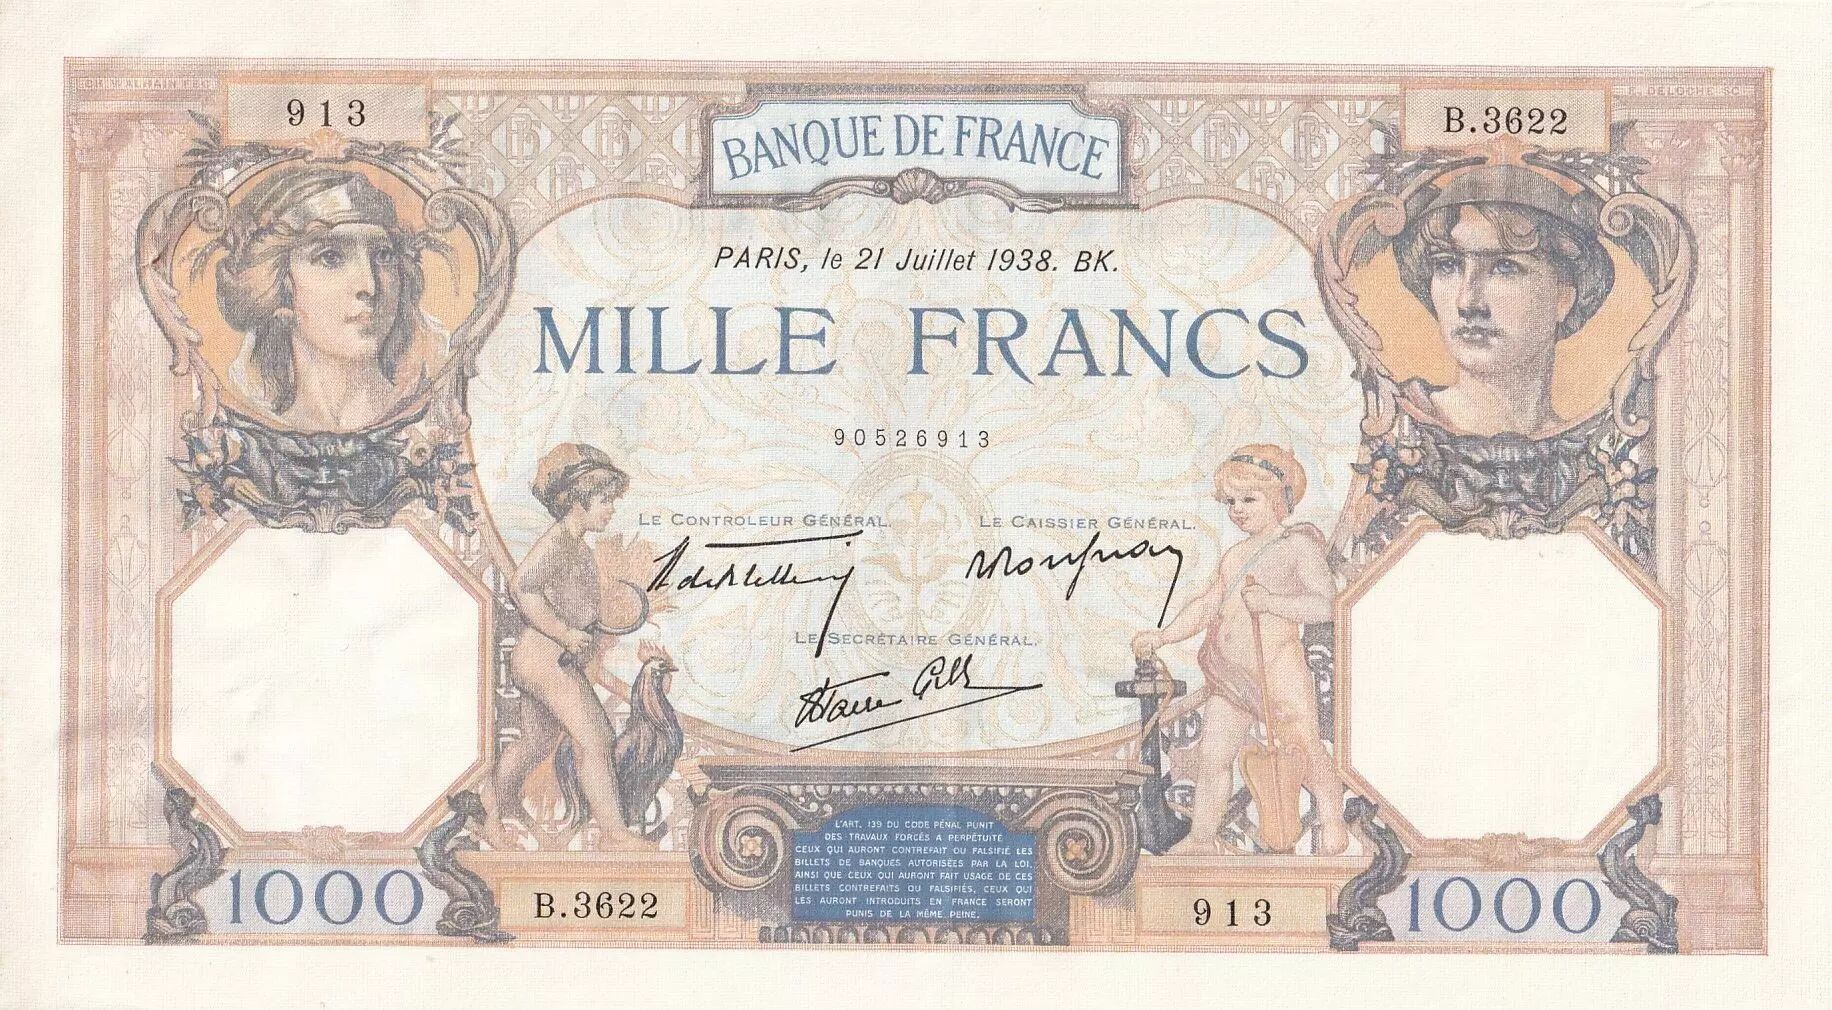 E. DELOCHE SC.
913
B.3622
BANQUE DE FRANCE
PARIS, le 21 Juillet 1938. BK.
MILLE FRANCS
90526913
LE CONTROLEUR GÉNÉRAL.
LE CAISSIER GÉNÉRAL.
LE SECRÉTAIRE GÉNÉRAL.
L'ART. 139 DU CODE PÉNAL PUNIT
DES TRAVAUX FORCÉS A PERPÉTUITÉ
CEUX QUI AURONT CONTREFAIT OU FALSIFIÉ LES
BILLETS DE BANQUES AUTORISÉES PAR LA LOI,
AINSI QUE CEUX QUI AURONT FAIT USAGE DE CES
BILLETS CONTREFAITS OU FALSIFIÉS, CEUX QUI
LES AURONT INTRODUITS EN FRANCE SERONT
PUNIS DE LA MÊME PEINE.
1000
B.3622
913
1000